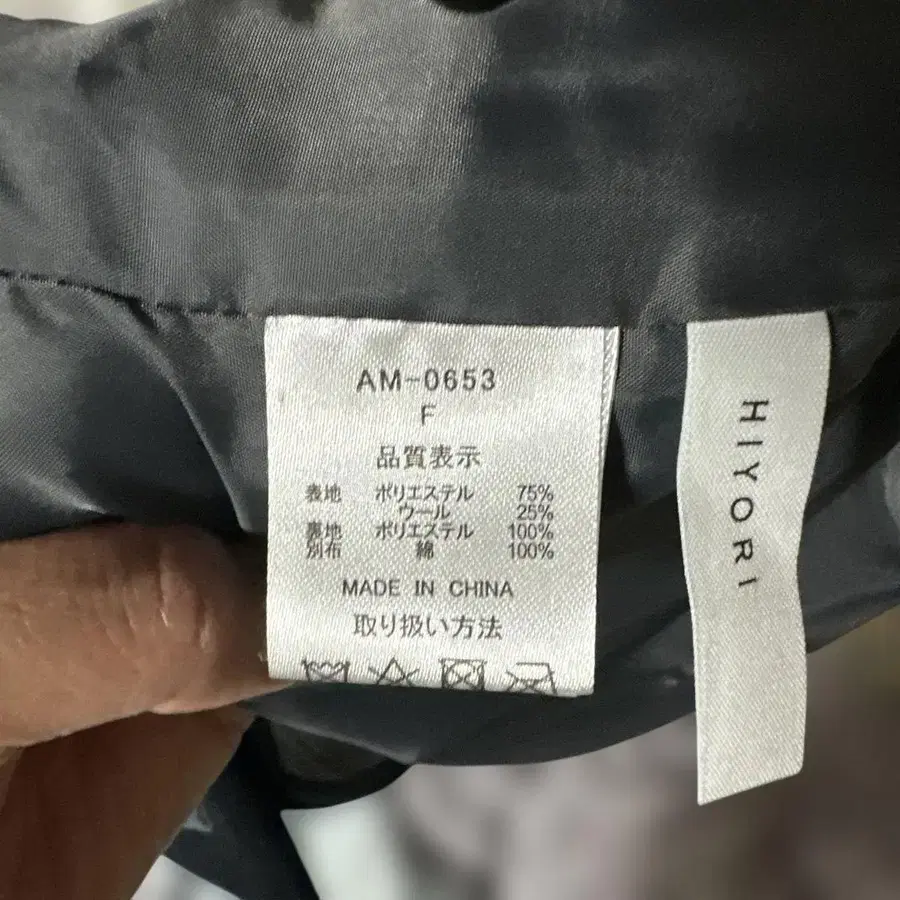 AM-0653
F
品質表示
表地 ポリエステル 75%
ウール 25%
裏地 ポリエステル 100%
別布 綿 100%
MADE IN CHINA
取り扱い方法
HIYORI